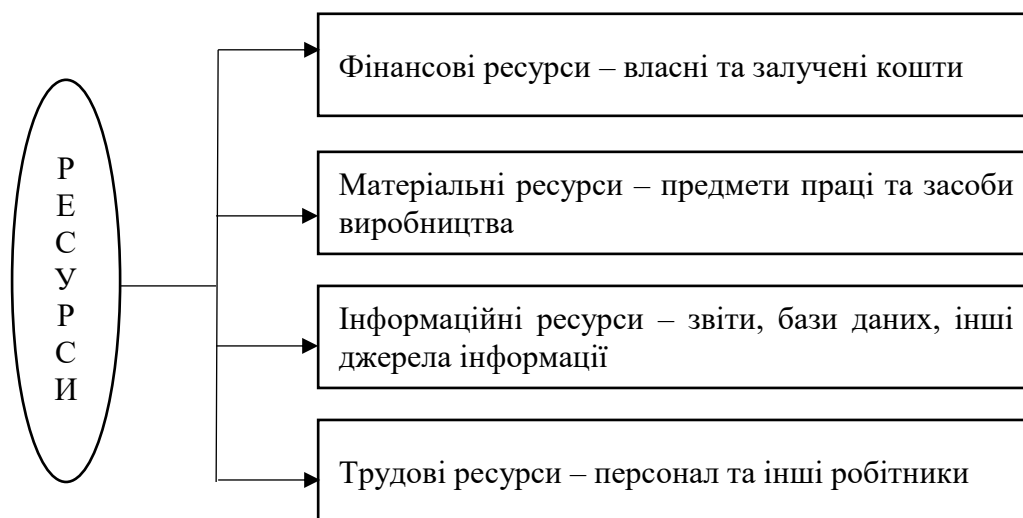 РЕСУРСИ
Фінансові ресурси – власні та залучені кошти
Матеріальні ресурси – предмети праці та засоби
виробництва
Інформаційні ресурси – звіти, бази даних, інші
джерела інформації
Трудові ресурси – персонал та інші робітники